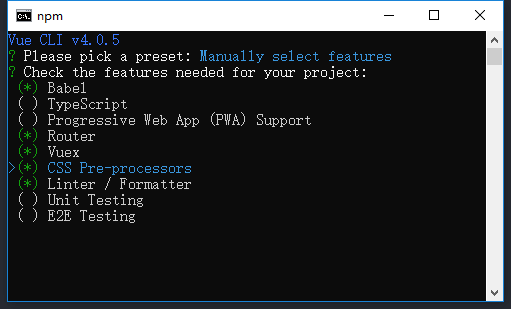 npm
Vue CLI v4.0.5
? Please pick a preset: Manually select features
? Check the features needed for your project:
(*) Babel
( ) TypeScript
( ) Progressive Web App (PWA) Support
(*) Router
(*) Vuex
>(*) CSS Pre-processors
(*) Linter / Formatter
( ) Unit Testing
( ) E2E Testing